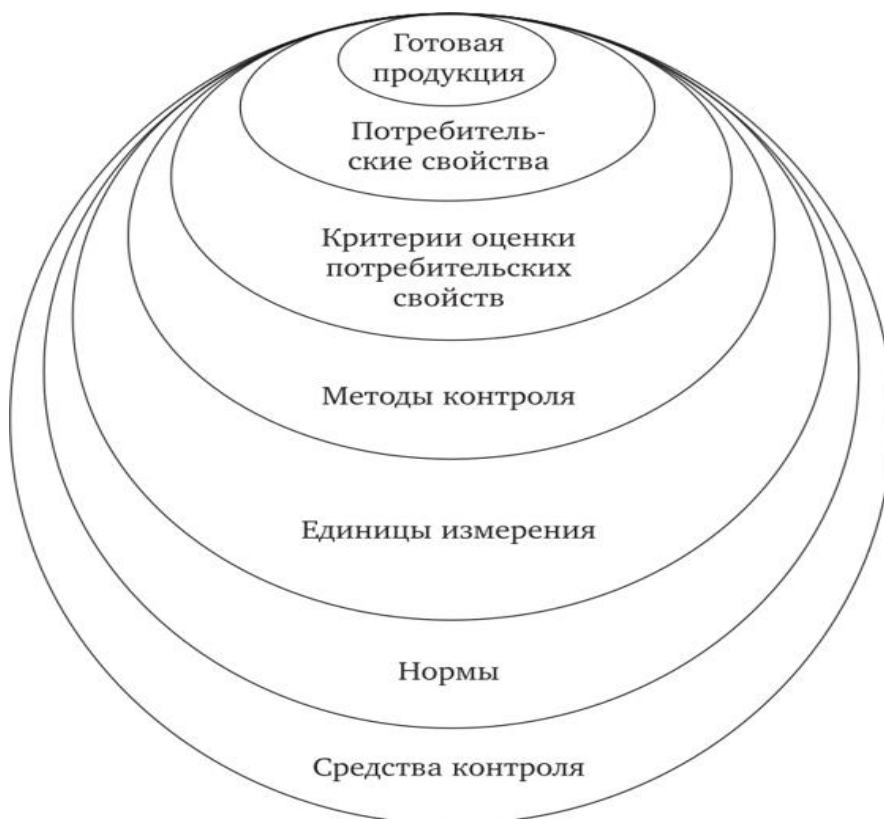 Готовая
продукция
Потребитель-
ские свойства
Критерии оценки
потребительских
свойств
Методы контроля
Единицы измерения
Нормы
Средства контроля